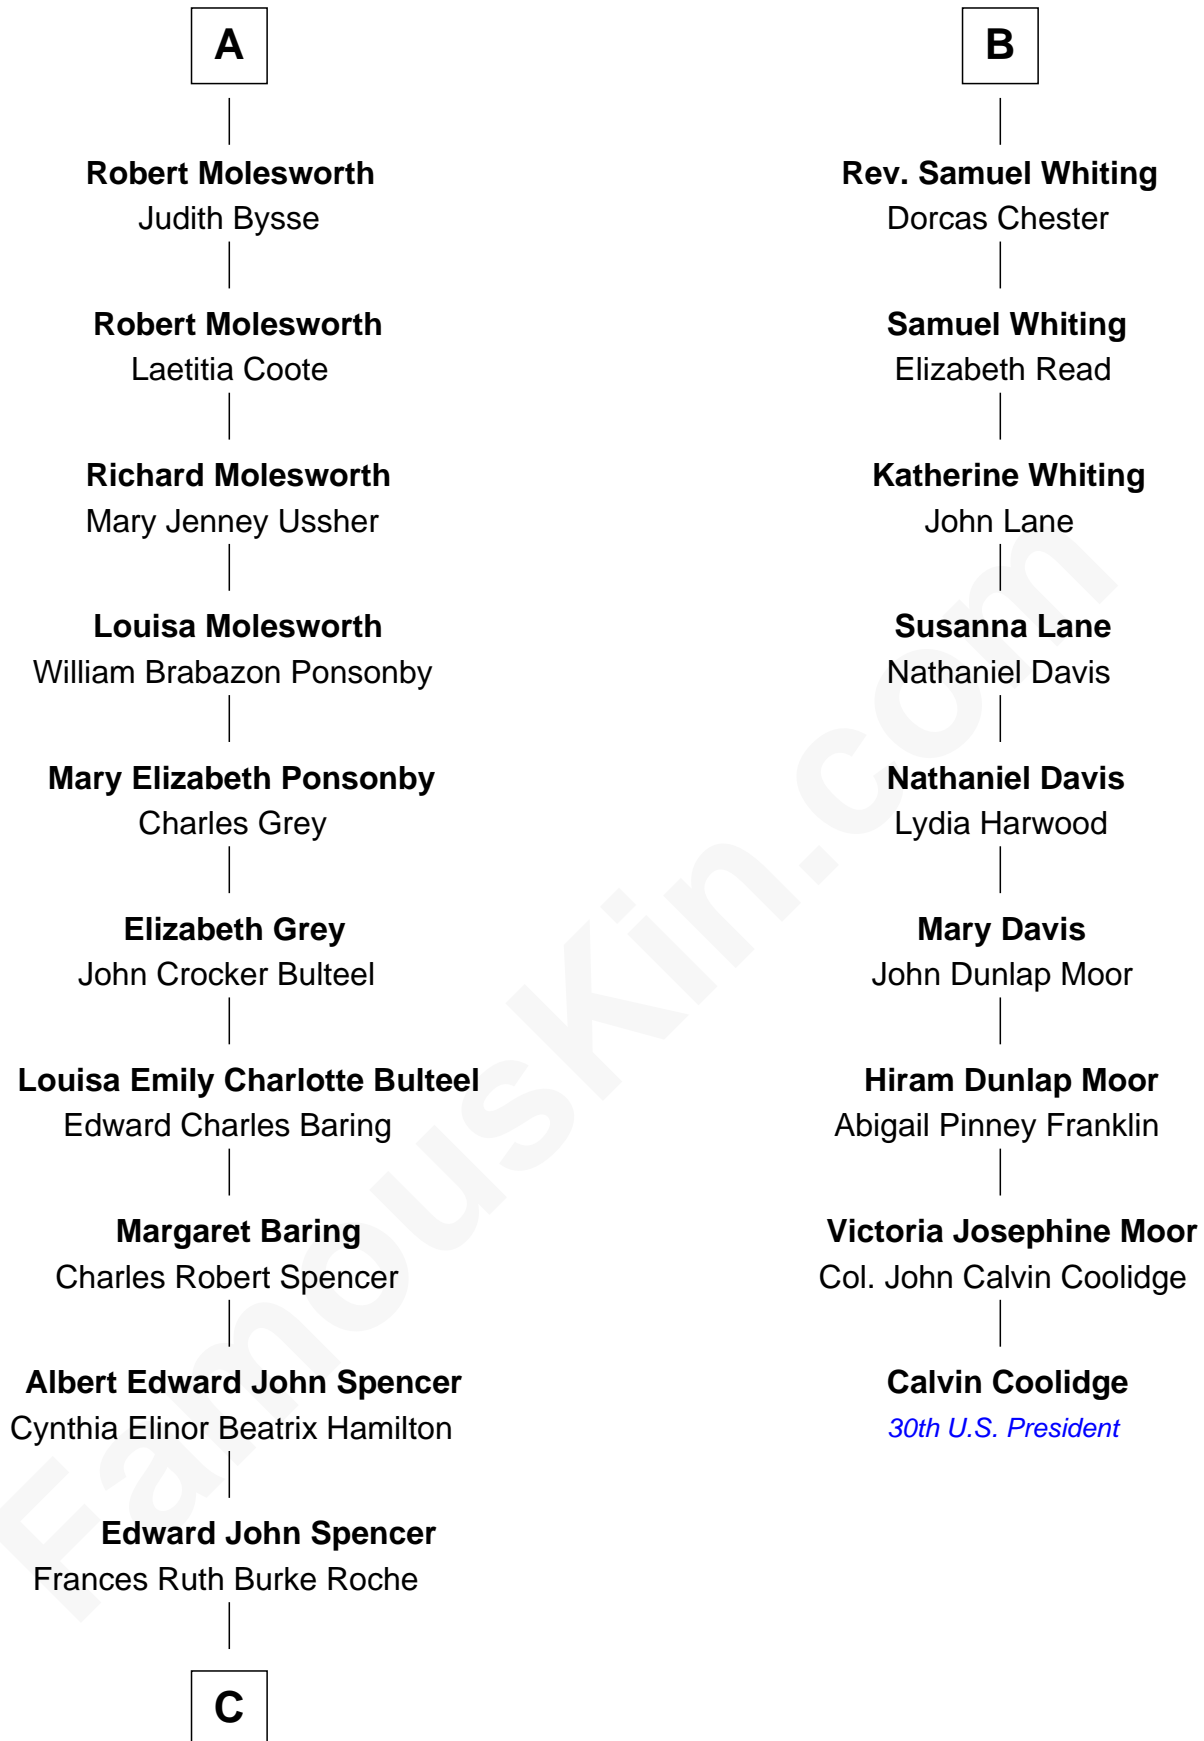 A
Robert Molesworth
Judith Bysse
Robert Molesworth
Laetitia Coote
Richard Molesworth
Mary Jenney Ussher
Louisa Molesworth
William Brabazon Ponsonby
Mary Elizabeth Ponsonby
Charles Grey
Elizabeth Grey
John Crocker Bulteel
Louisa Emily Charlotte Bulteel
Edward Charles Baring
Margaret Baring
Charles Robert Spencer
Albert Edward John Spencer
Cynthia Elinor Beatrix Hamilton
Edward John Spencer
Frances Ruth Burke Roche
C
B
Rev. Samuel Whiting
Dorcas Chester
Samuel Whiting
Elizabeth Read
Katherine Whiting
John Lane
Susanna Lane
Nathaniel Davis
Nathaniel Davis
Lydia Harwood
Mary Davis
John Dunlap Moor
Hiram Dunlap Moor
Abigail Pinney Franklin
Victoria Josephine Moor
Col. John Calvin Coolidge
Calvin Coolidge
30th U.S. President
FamousKin.com